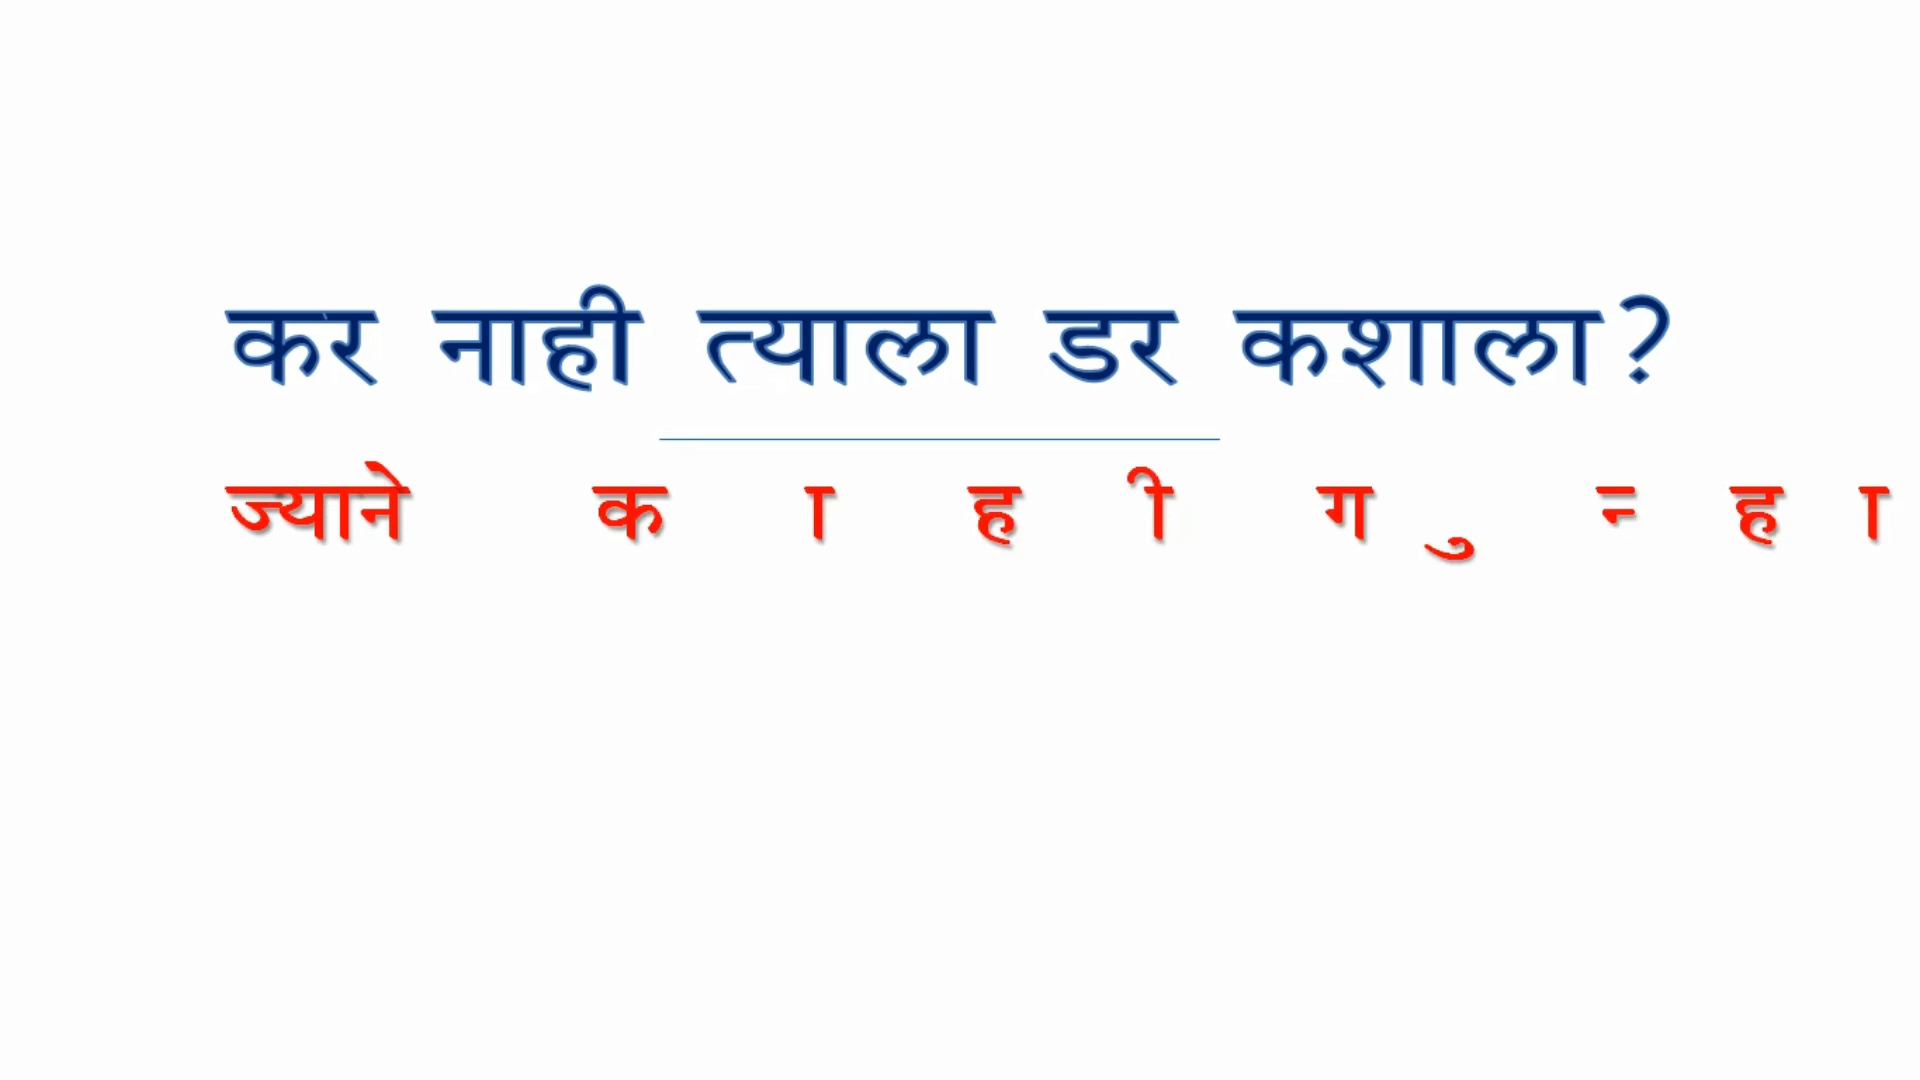 कर नाही त्याला डर कशाला?
ज्याने काही गुन्हा